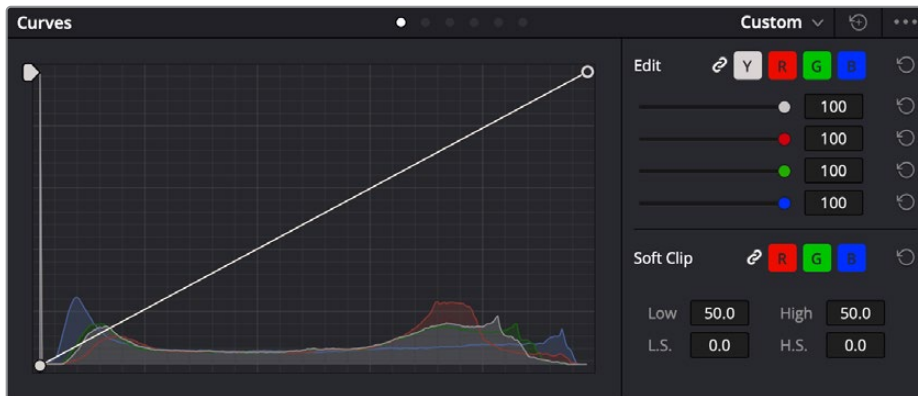 Curves Custom
Edit Y R G B
100
100
100
100
Soft Clip R G B
Low 50.0 High 50.0
L.S. 0.0 H.S. 0.0